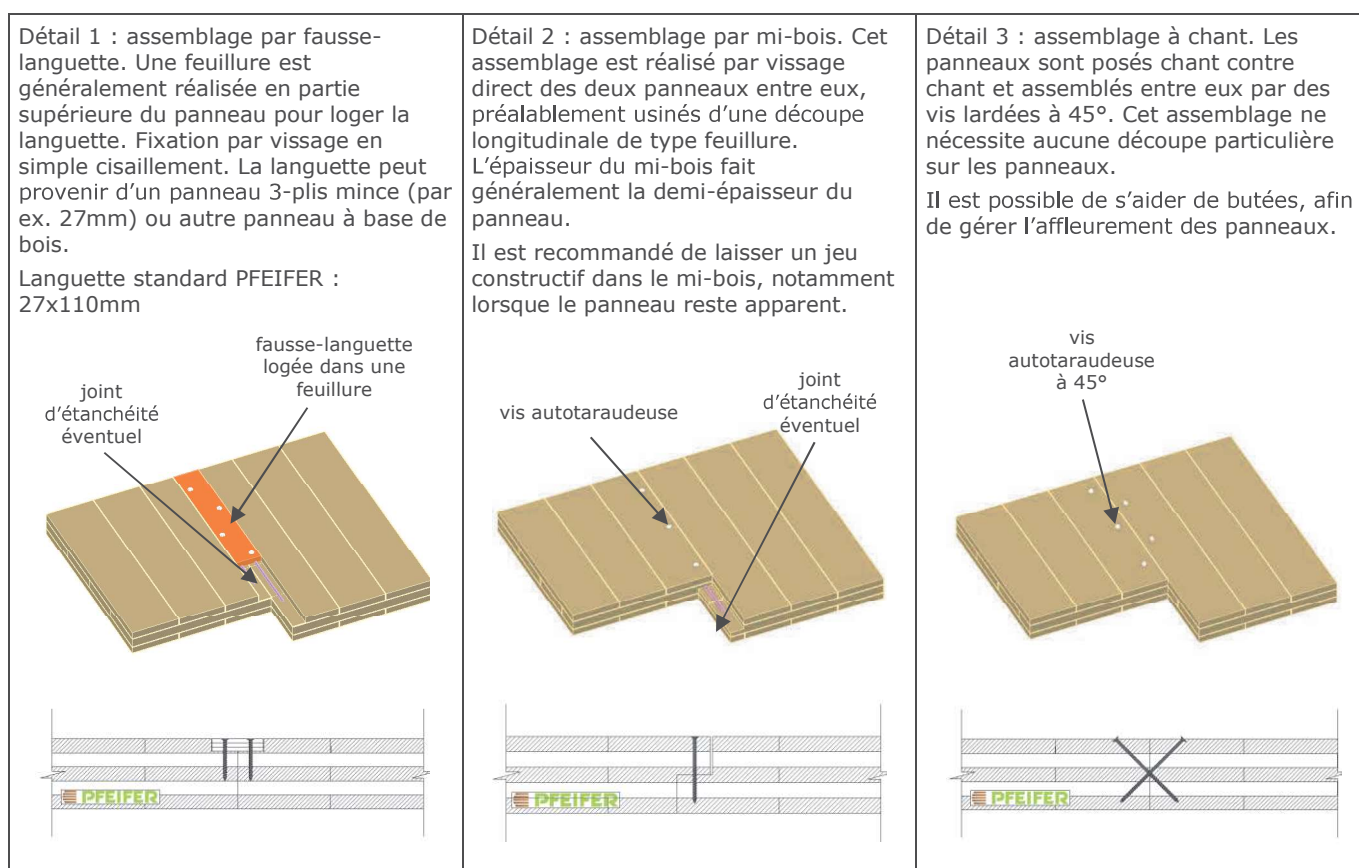 Détail 1 : assemblage par fausse-
languette. Une feuillure est
généralement réalisée en partie
supérieure du panneau pour loger la
languette. Fixation par vissage en
simple cisaillement. La languette peut
provenir d'un panneau 3-plis mince (par
ex. 27mm) ou autre panneau à base de
bois.
Languette standard PFEIFER :
27x110mm
fausse-languette
logée dans une
feuillure
joint
d'étanchéité
éventuel
PFEIFER
Détail 2 : assemblage par mi-bois. Cet
assemblage est réalisé par vissage
direct des deux panneaux entre eux,
préalablement usinés d'une découpe
longitudinale de type feuillure.
L'épaisseur du mi-bois fait
généralement la demi-épaisseur du
panneau.
Il est recommandé de laisser un jeu
constructif dans le mi-bois, notamment
lorsque le panneau reste apparent.
vis autotaraudeuse
joint
d'étanchéité
éventuel
PFEIFER
Détail 3 : assemblage à chant. Les
panneaux sont posés chant contre
chant et assemblés entre eux par des
vis lardées à 45°. Cet assemblage ne
nécessite aucune découpe particulière
sur les panneaux.
Il est possible de s'aider de butées, afin
de gérer l'affleurement des panneaux.
vis
autotaraudeuse
à 45°
PFEIFER